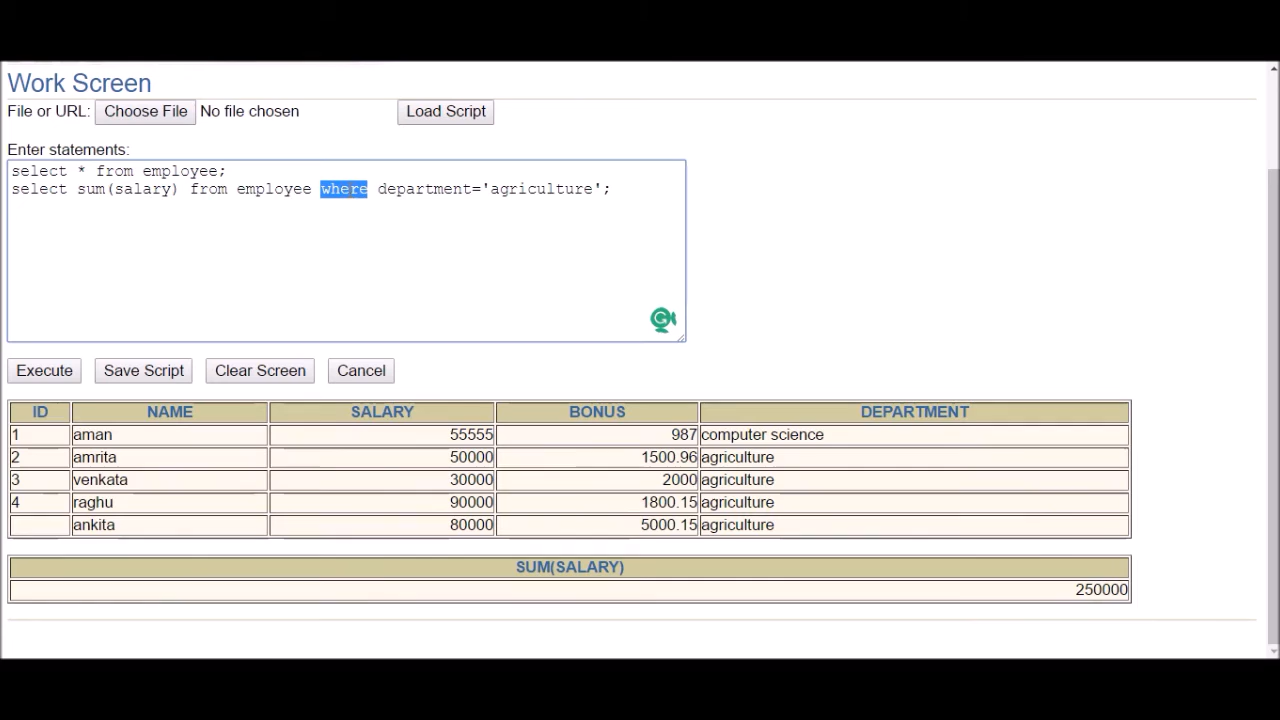 Work Screen
File or URL: Choose File No file chosen Load Script
Enter statements:
select * from employee;
select sum(salary) from employee where department='agriculture';
Execute Save Script Clear Screen Cancel
ID NAME SALARY BONUS DEPARTMENT
1 aman 55555 987 computer science
2 amrita 50000 1500.96 agriculture
3 venkata 30000 2000 agriculture
4 raghu 90000 1800.15 agriculture
ankita 80000 5000.15 agriculture
SUM(SALARY)
250000